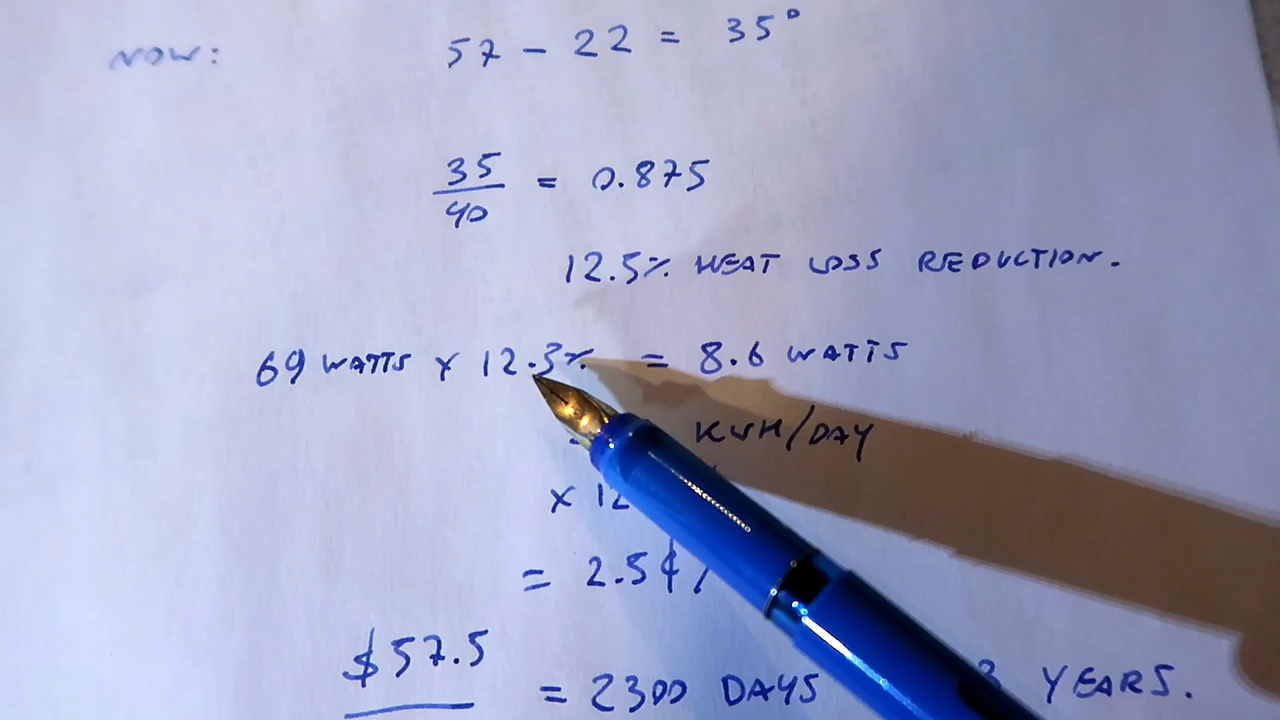 NOW: 57 - 22 = 35°
35
40
= 0.875
12.5% HEAT LOSS REDUCTION.
69 WATTS x 12.5% = 8.6 WATTS
KWH/DAY
x 12
= 2.5¢/
$57.5
= 2300 DAYS 3 YEARS.